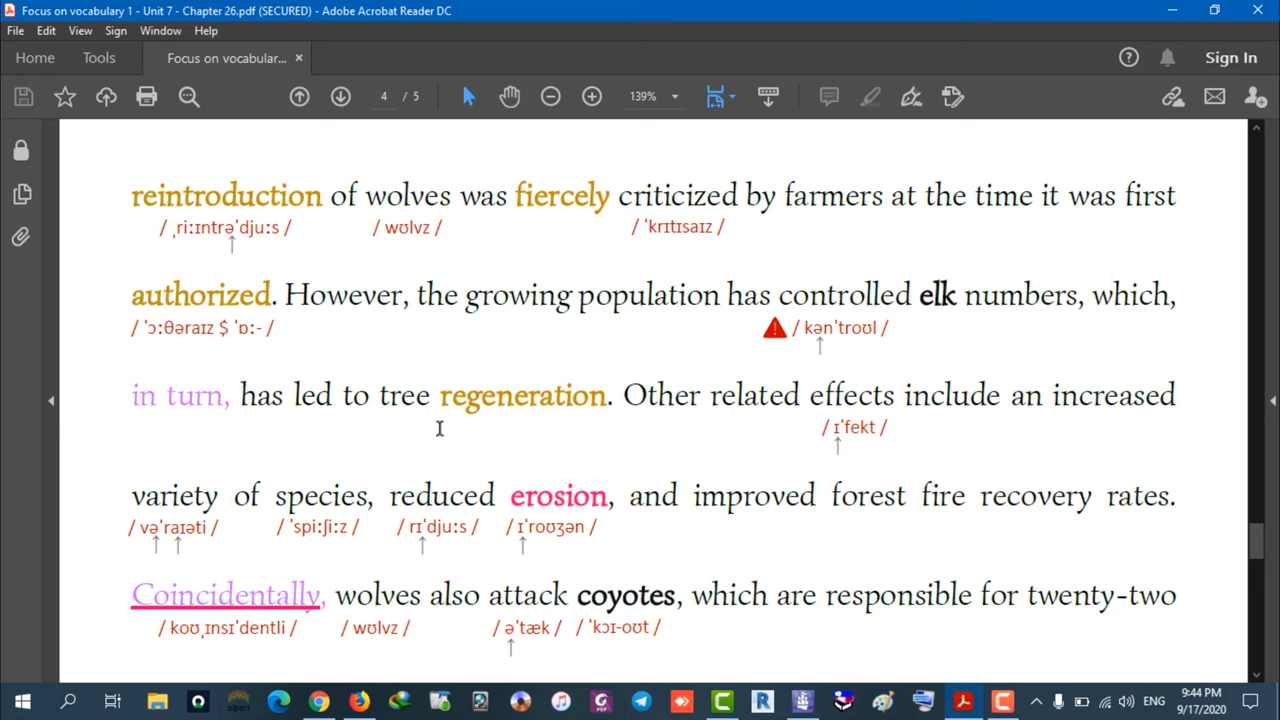 Focus on vocabulary 1 - Unit 7 - Chapter 26.pdf (SECURED) - Adobe Acrobat Reader DC
File Edit View Sign Window Help
Home Tools Focus on vocabular... × Sign In
4 / 5 139%
reintroduction of wolves was fiercely criticized by farmers at the time it was first
/ ˌriːɪntrəˈdjuːs / / wʊlvz / / ˈkrɪtɪsaɪz /
authorized. However, the growing population has controlled elk numbers, which,
/ ˈɔːθəraɪz $ ˈɒː- / / kənˈtroʊl /
in turn, has led to tree regeneration. Other related effects include an increased
/ ɪˈfekt /
variety of species, reduced erosion, and improved forest fire recovery rates.
/ vəˈraɪəti / / ˈspiːʃiːz / / rɪˈdjuːs / / ɪˈroʊʒən /
Coincidentally, wolves also attack coyotes, which are responsible for twenty-two
/ koʊˌɪnsɪˈdentli / / wʊlvz / / əˈtæk / / ˈkɔɪ-oʊt /
ENG 9:44 PM
9/17/2020